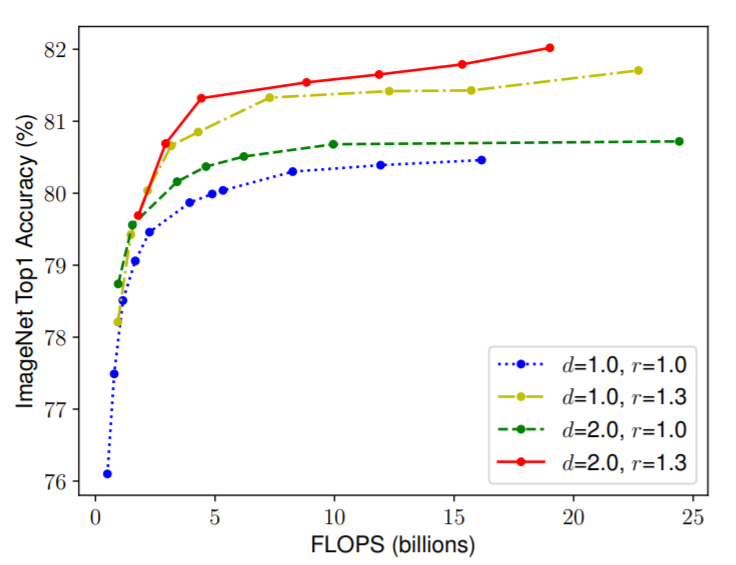 82
81
80
79
78
77
76
ImageNet Top1 Accuracy (%)
d=1.0, r=1.0
d=1.0, r=1.3
d=2.0, r=1.0
d=2.0, r=1.3
0 5 10 15 20 25
FLOPS (billions)